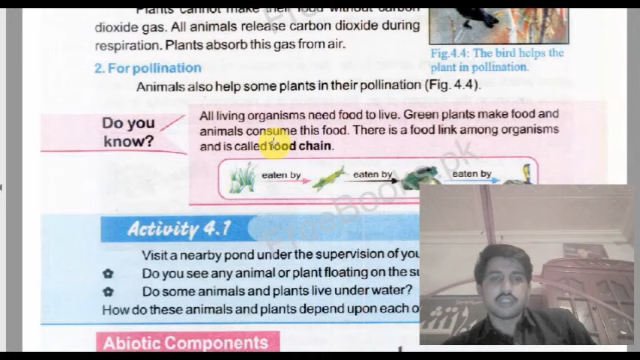 Plants cannot make their food without carbon
dioxide gas. All animals release carbon dioxide during
respiration. Plants absorb this gas from air.
Fig.4.4: The bird helps the
plant in pollination.
2. For pollination
Animals also help some plants in their pollination (Fig. 4.4).
Do you
know?
All living organisms need food to live. Green plants make food and
animals consume this food. There is a food link among organisms
and is called food chain.
eaten by
eaten by
eaten by
Activity 4.1
Visit a nearby pond under the supervision of you
Do you see any animal or plant floating on the su
Do some animals and plants live under water?
How do these animals and plants depend upon each o
Abiotic Components